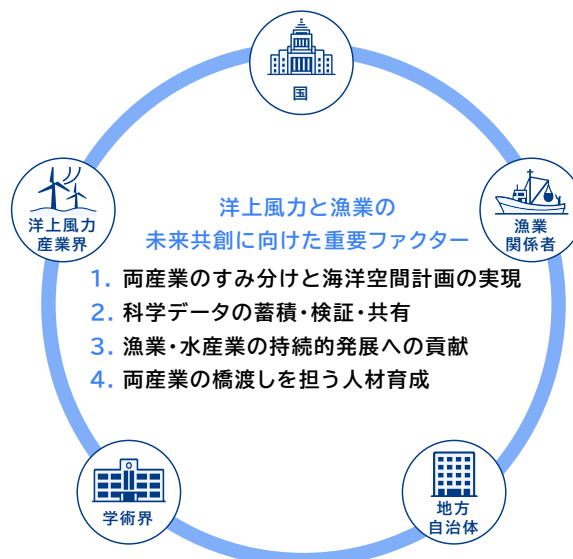 国
洋上風力
産業界
漁業
関係者
洋上風力と漁業の
未来共創に向けた重要ファクター
1. 両産業のすみ分けと海洋空間計画の実現
2. 科学データの蓄積・検証・共有
3. 漁業・水産業の持続的発展への貢献
4. 両産業の橋渡しを担う人材育成
学術界
地方
自治体